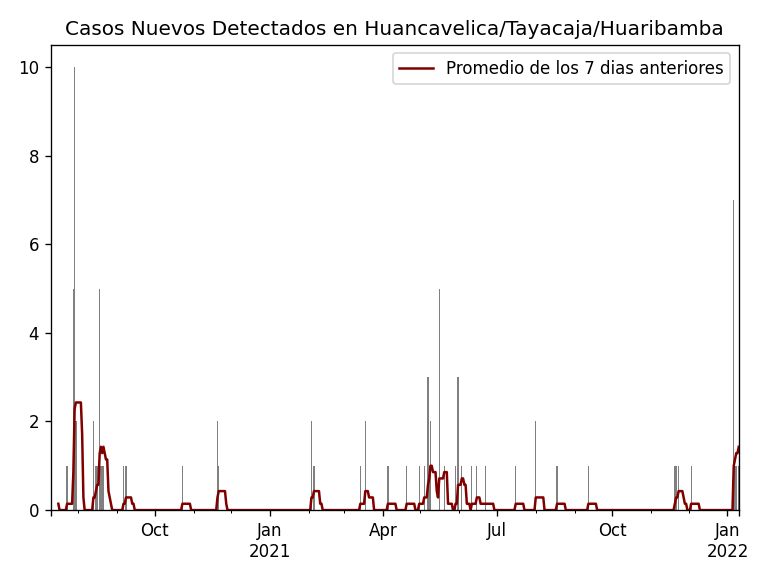 Casos Nuevos Detectados en Huancavelica/Tayacaja/Huaribamba
Promedio de los 7 dias anteriores
10
8
6
4
2
0
Oct Jan Apr Jul Oct Jan
2021 2022